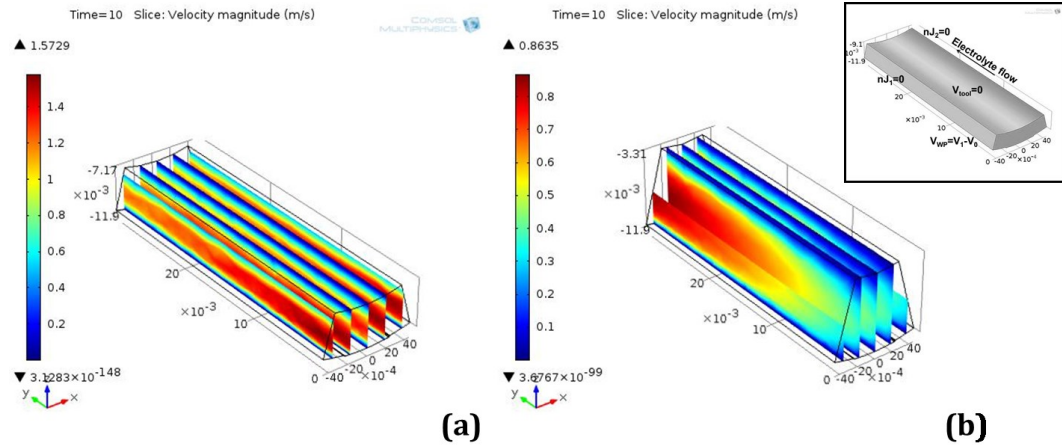 Time=10 Slice: Velocity magnitude (m/s)
COMSOL
MULTIPHYSICS
▲ 1.5729
1.4
1.2
1
0.8
0.6
0.4
0.2
▼ 3.1283×10⁻¹⁴⁸
-7.17
×10⁻³
-11.9
20
×10⁻³
10
0 -40 -20 0 20 40
×10⁻⁴
z
y
x
(a)
Time=10 Slice: Velocity magnitude (m/s)
▲ 0.8635
0.8
0.7
0.6
0.5
0.4
0.3
0.2
0.1
-3.31
×10⁻³
-11.9
20
×10⁻³
10
0 -40 -20 0 20 40
×10⁻⁴
z
y
x
(b)
nJ₂=0
Electrolyte flow
-9.1
-11.9
nJ₁=0
Vtool=0
20
×10⁻³
10
VWP=V₁-V₀
0 -40 -20 0 20 40
×10⁻⁴